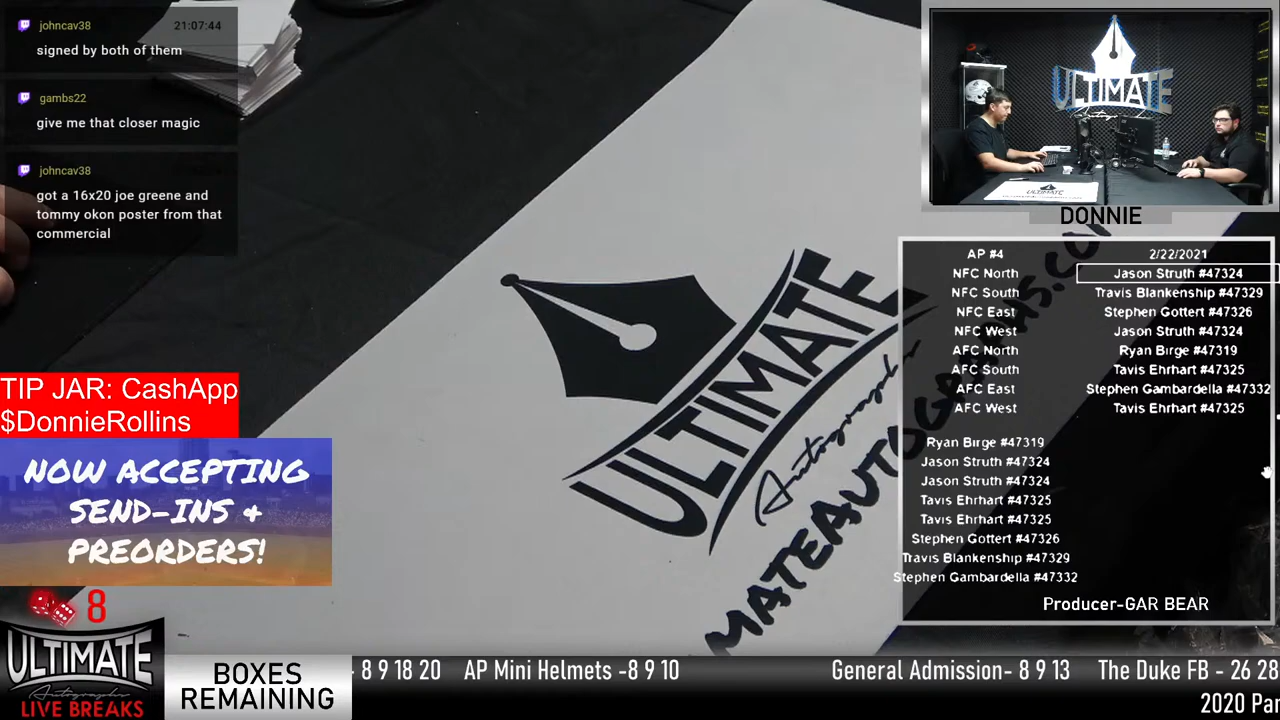 johncav38 21:07:44
signed by both of them
gambs22
give me that closer magic
johncav38
got a 16x20 joe greene and
tommy okon poster from that
commercial
ULTIMATE
Autographs
DONNIE
AP #4 2/22/2021
NFC North Jason Struth #47324
NFC South Travis Blankenship #47329
NFC East Stephen Gottert #47326
NFC West Jason Struth #47324
AFC North Ryan Birge #47319
AFC South Tavis Ehrhart #47325
AFC East Stephen Gambardella #47332
AFC West Tavis Ehrhart #47325
Ryan Birge #47319
Jason Struth #47324
Jason Struth #47324
Tavis Ehrhart #47325
Tavis Ehrhart #47325
Stephen Gottert #47326
Travis Blankenship #47329
Stephen Gambardella #47332
Producer-GAR BEAR
ULTIMATE
Autographs
MATEAUTOGRAPHS.COM
TIP JAR: CashApp
$DonnieRollins
NOW ACCEPTING
SEND-INS +
PREORDERS!
8
ULTIMATE
Autographs
LIVE BREAKS
BOXES
REMAINING
- 8 9 18 20 AP Mini Helmets -8 9 10 General Admission- 8 9 13 The Duke FB - 26 28
2020 Pan